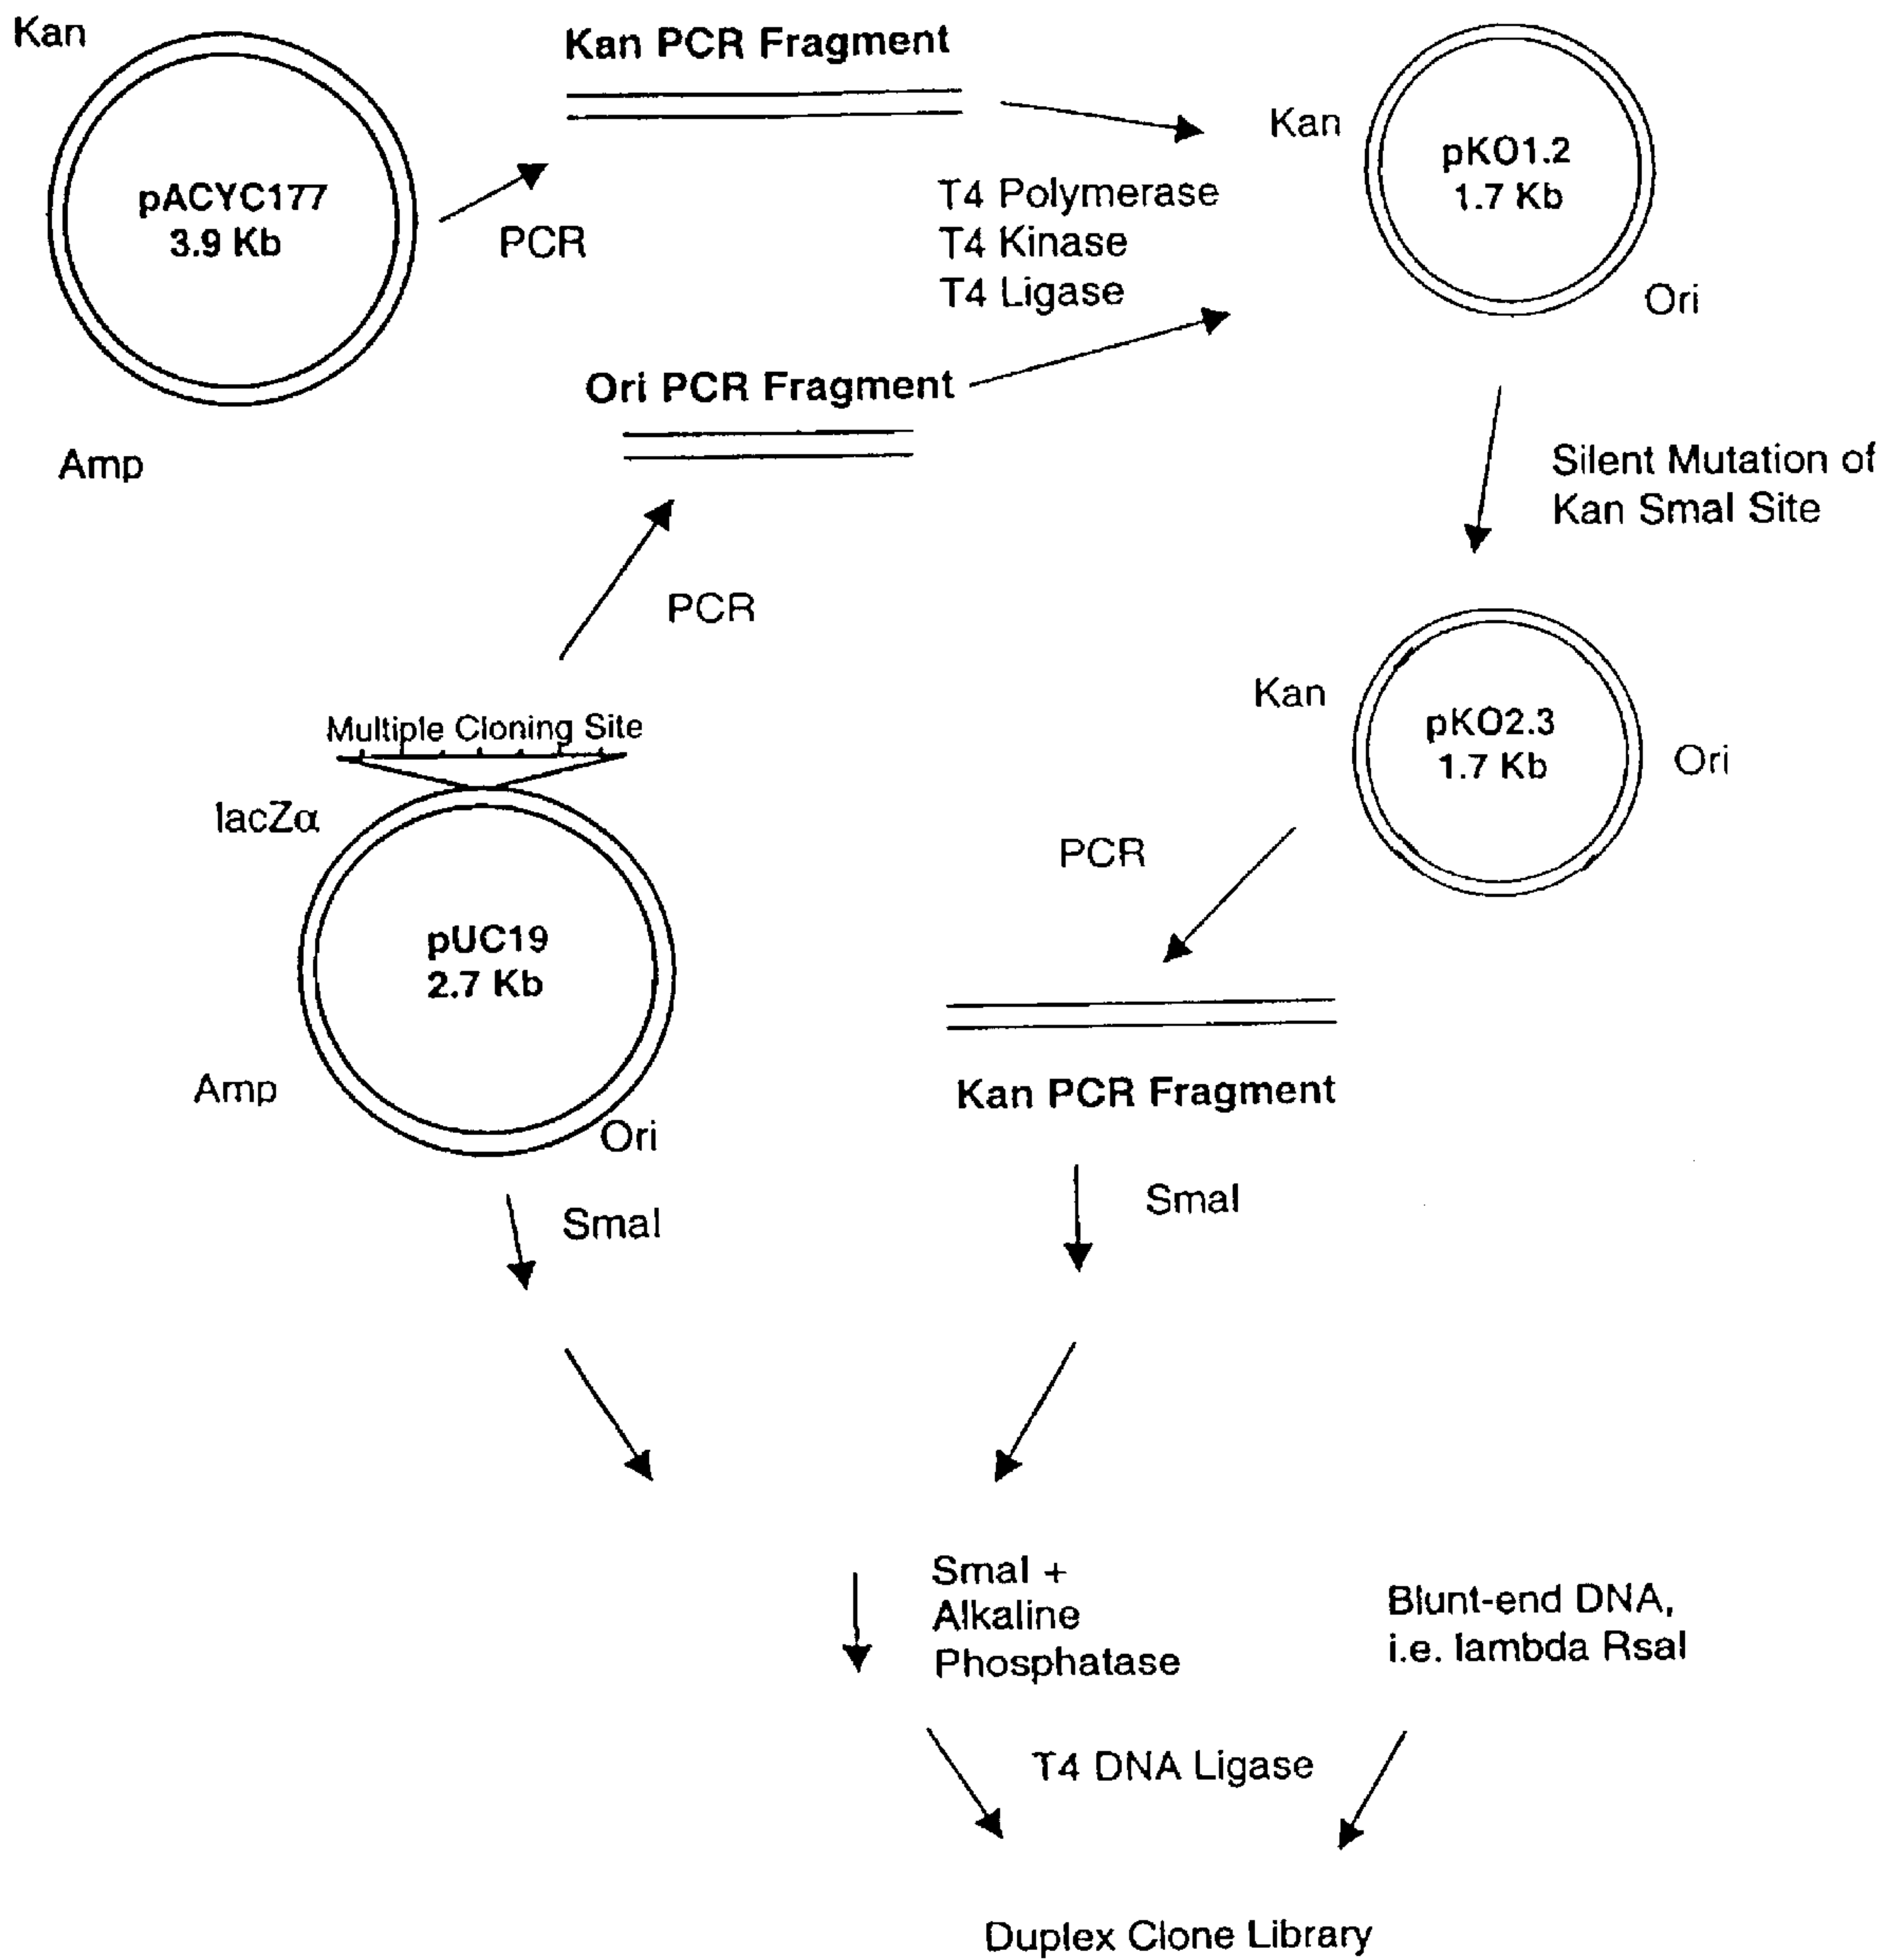 Kan
Kan PCR Fragment
pACYC177
3.9 Kb
PCR
Amp
T4 Polymerase
T4 Kinase
T4 Ligase
Kan
pKO1.2
1.7 Kb
Ori
Ori PCR Fragment
PCR
Silent Mutation of
Kan SmaI Site
Multiple Cloning Site
lacZα
pUC19
2.7 Kb
Amp
Ori
Kan
pKO2.3
1.7 Kb
Ori
PCR
Kan PCR Fragment
SmaI
SmaI
SmaI +
Alkaline
Phosphatase
Blunt-end DNA,
i.e. lambda RsaI
T4 DNA Ligase
Duplex Clone Library